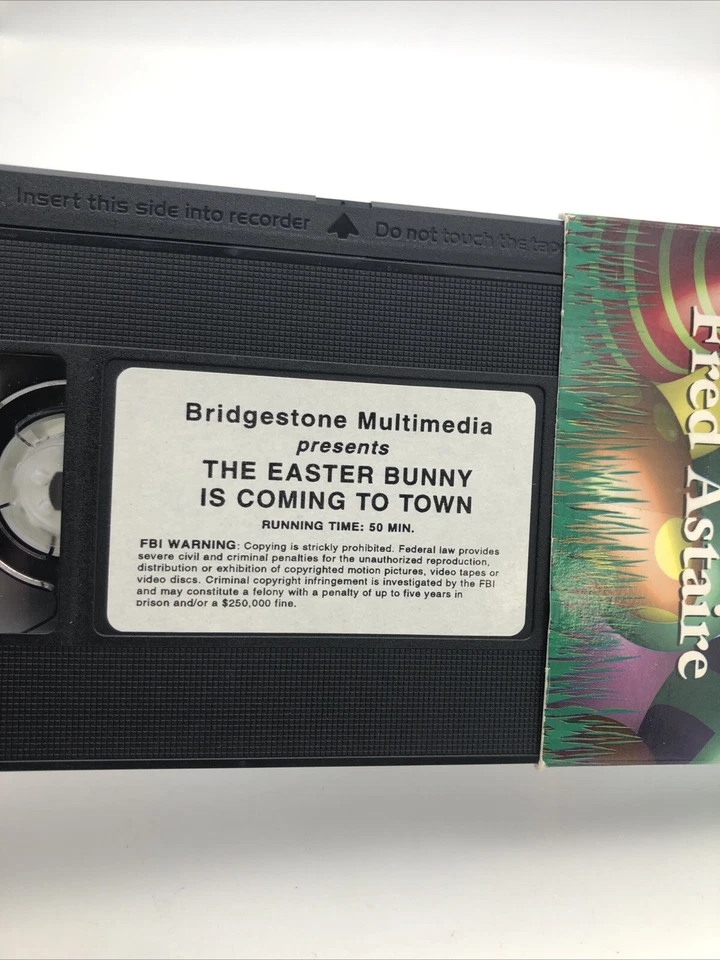 Insert this side into recorder
Do not touch the tap
Bridgestone Multimedia
presents
THE EASTER BUNNY
IS COMING TO TOWN
RUNNING TIME: 50 MIN.
FBI WARNING: Copying is strickly prohibited. Federal law provides
severe civil and criminal penalties for the unauthorized reproduction,
distribution or exhibition of copyrighted motion pictures, video tapes or
video discs. Criminal copyright infringement is investigated by the FBI
and may constitute a felony with a penalty of up to five years in
prison and/or a $250,000 fine.
Fred Astaire